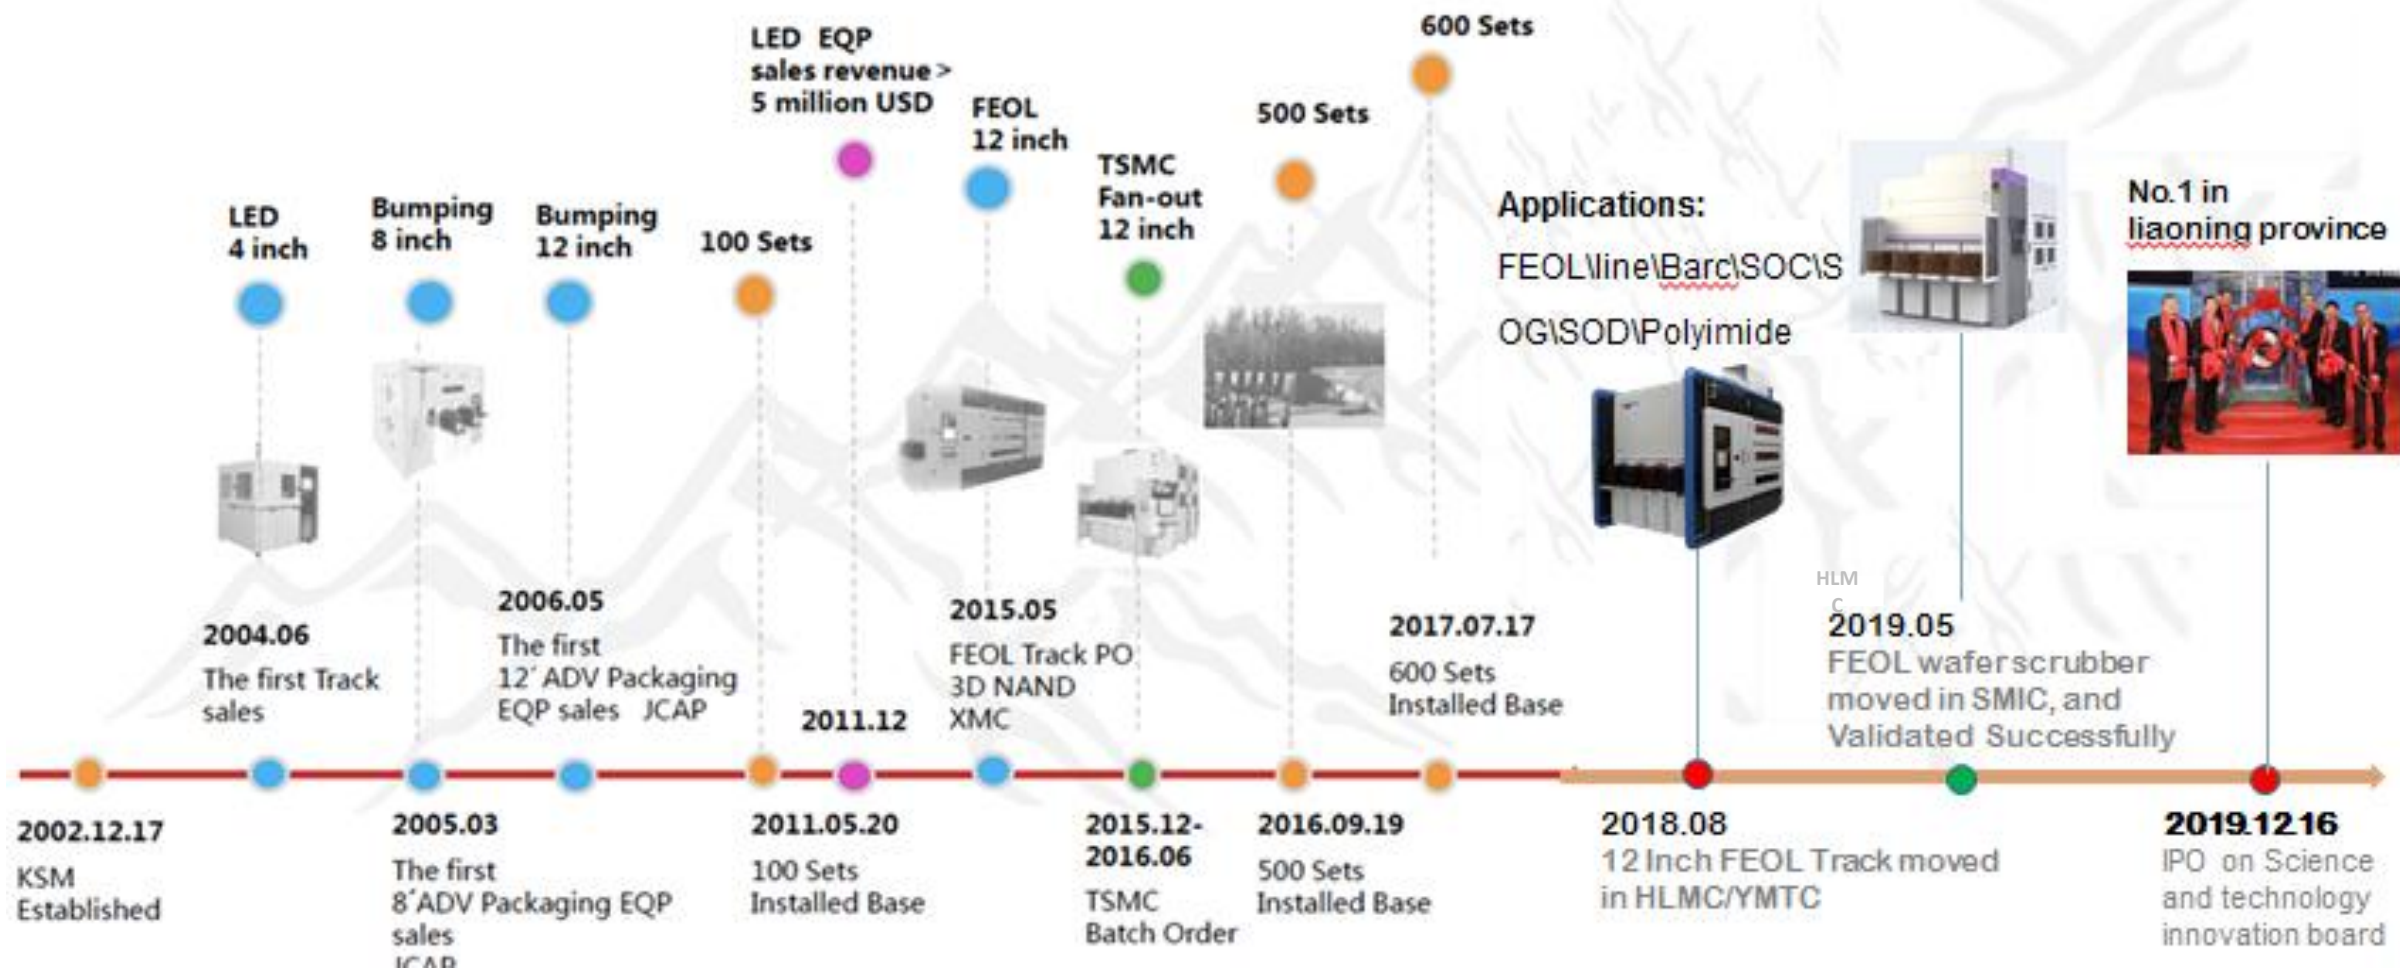 LED EQP
sales revenue >
5 million USD
600 Sets
FEOL
12 inch
500 Sets
TSMC
Fan-out
12 inch
LED
4 inch
Bumping
8 inch
Bumping
12 inch
100 Sets
Applications:
FEOL\line\Barc\SOC\S
OG\SOD\Polyimide
No.1 in
liaoning province
2004.06
The first Track
sales
2006.05
The first
12´ ADV Packaging
EQP sales JCAP
2011.12
2015.05
FEOL Track PO
3D NAND
XMC
2017.07.17
600 Sets
Installed Base
HLM
C
2019.05
FEOL wafer scrubber
moved in SMIC, and
Validated Successfully
2002.12.17
KSM
Established
2005.03
The first
8´ADV Packaging EQP
sales
JCAP
2011.05.20
100 Sets
Installed Base
2015.12-
2016.06
TSMC
Batch Order
2016.09.19
500 Sets
Installed Base
2018.08
12 Inch FEOL Track moved
in HLMC/YMTC
2019.12.16
IPO on Science
and technology
innovation board